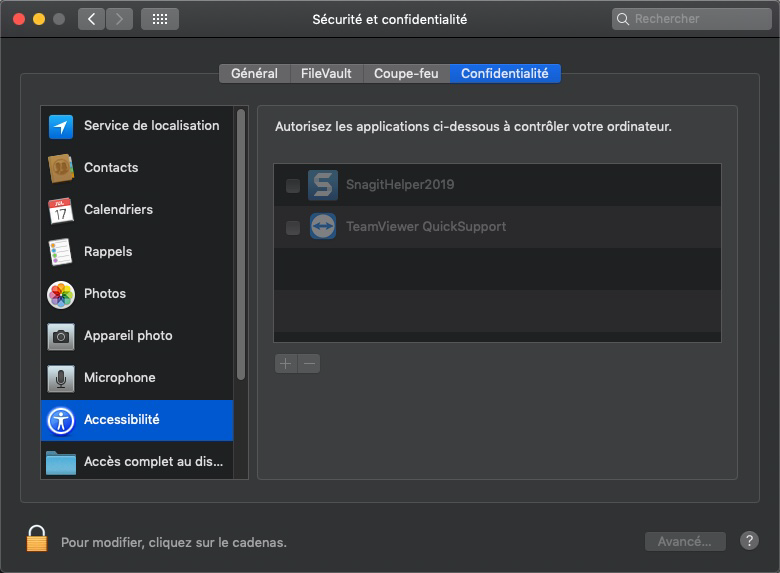 Sécurité et confidentialité
Rechercher
Général
FileVault
Coupe-feu
Confidentialité
Service de localisation
Contacts
JUL
17
Calendriers
Rappels
Photos
Appareil photo
Microphone
Accessibilité
Accès complet au dis...
Autorisez les applications ci-dessous à contrôler votre ordinateur.
S
SnagitHelper2019
TeamViewer QuickSupport
+ −
Pour modifier, cliquez sur le cadenas.
Avancé...
?